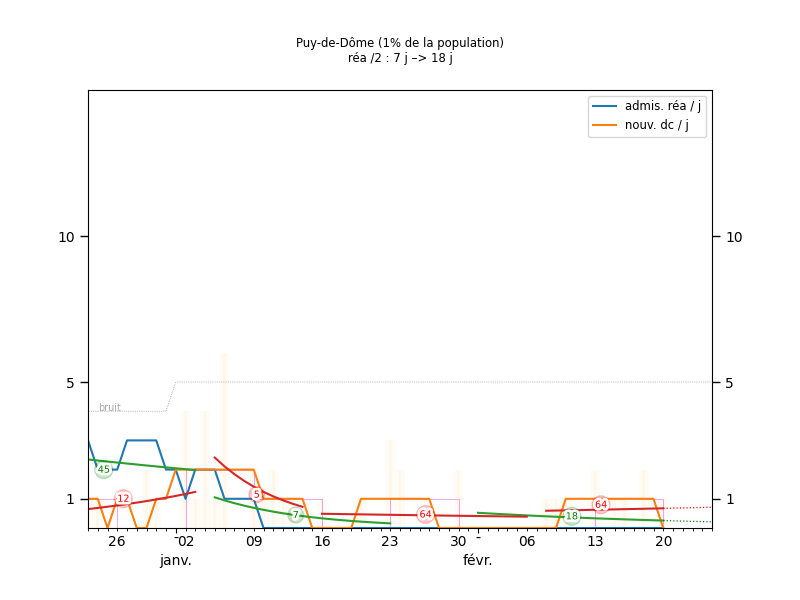 Puy-de-Dôme (1% de la population)
réa /2 : 7 j –> 18 j
admis. réa / j
nouv. dc / j
10 10
5 5
bruit
45
12
5
7
64
18
64
1 1
26 02 09 16 23 30 06 13 20
janv. févr.